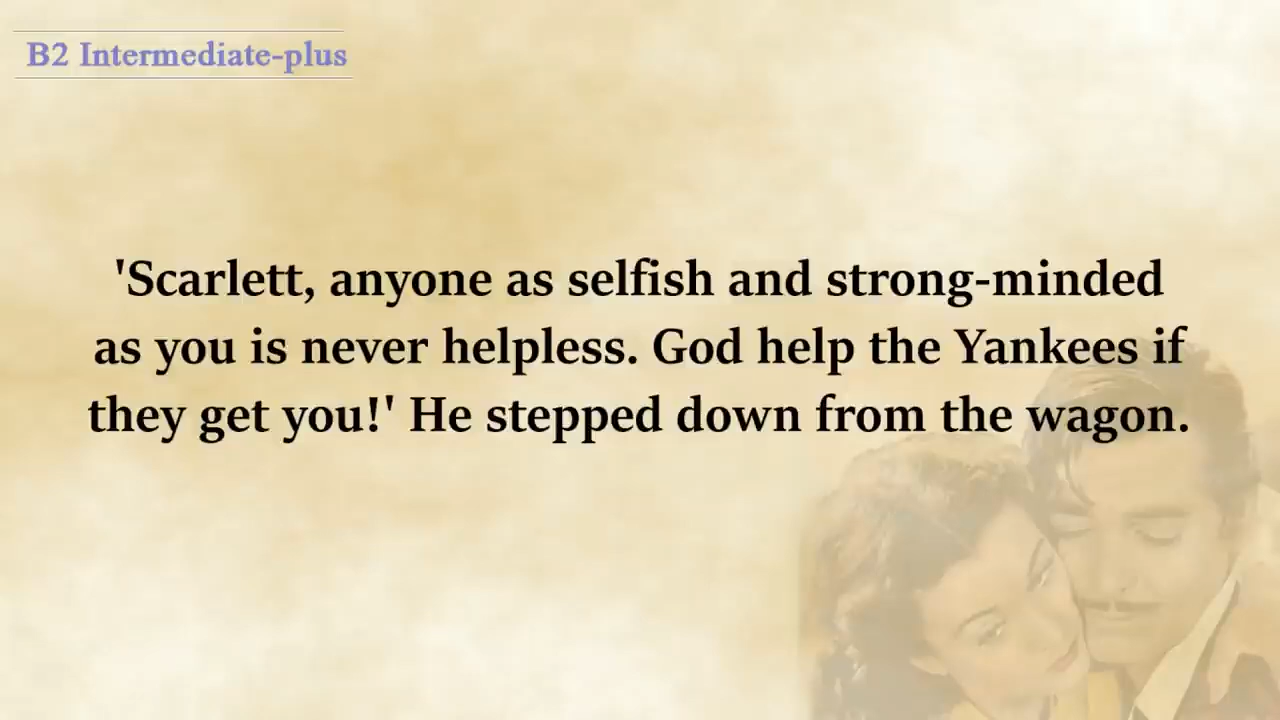 B2 Intermediate-plus
'Scarlett, anyone as selfish and strong-minded
as you is never helpless. God help the Yankees if
they get you!' He stepped down from the wagon.